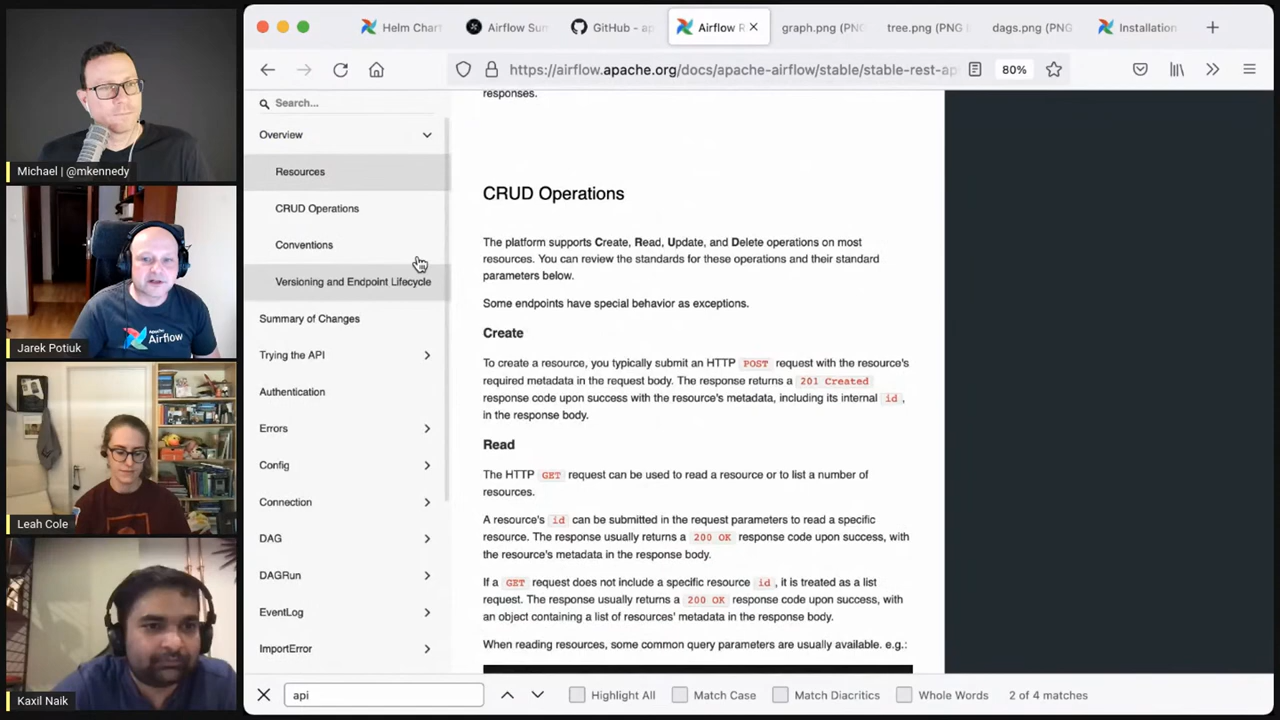 Michael | @mkennedy
Apache
Airflow
Jarek Potiuk
Leah Cole
Kaxil Naik
Helm Chart
Airflow Sum
GitHub - ap
Airflow R
graph.png (PNG
tree.png (PNG
dags.png (PNG
Installation
https://airflow.apache.org/docs/apache-airflow/stable/stable-rest-ap
80%
Search...
Overview
Resources
CRUD Operations
Conventions
Versioning and Endpoint Lifecycle
Summary of Changes
Trying the API
Authentication
Errors
Config
Connection
DAG
DAGRun
EventLog
ImportError
responses.
CRUD Operations
The platform supports Create, Read, Update, and Delete operations on most
resources. You can review the standards for these operations and their standard
parameters below.
Some endpoints have special behavior as exceptions.
Create
To create a resource, you typically submit an HTTP POST request with the resource's
required metadata in the request body. The response returns a 201 Created
response code upon success with the resource's metadata, including its internal id,
in the response body.
Read
The HTTP GET request can be used to read a resource or to list a number of
resources.
A resource's id can be submitted in the request parameters to read a specific
resource. The response usually returns a 200 OK response code upon success, with
the resource's metadata in the response body.
If a GET request does not include a specific resource id, it is treated as a list
request. The response usually returns a 200 OK response code upon success, with
an object containing a list of resources' metadata in the response body.
When reading resources, some common query parameters are usually available. e.g.:
api
Highlight All
Match Case
Match Diacritics
Whole Words
2 of 4 matches